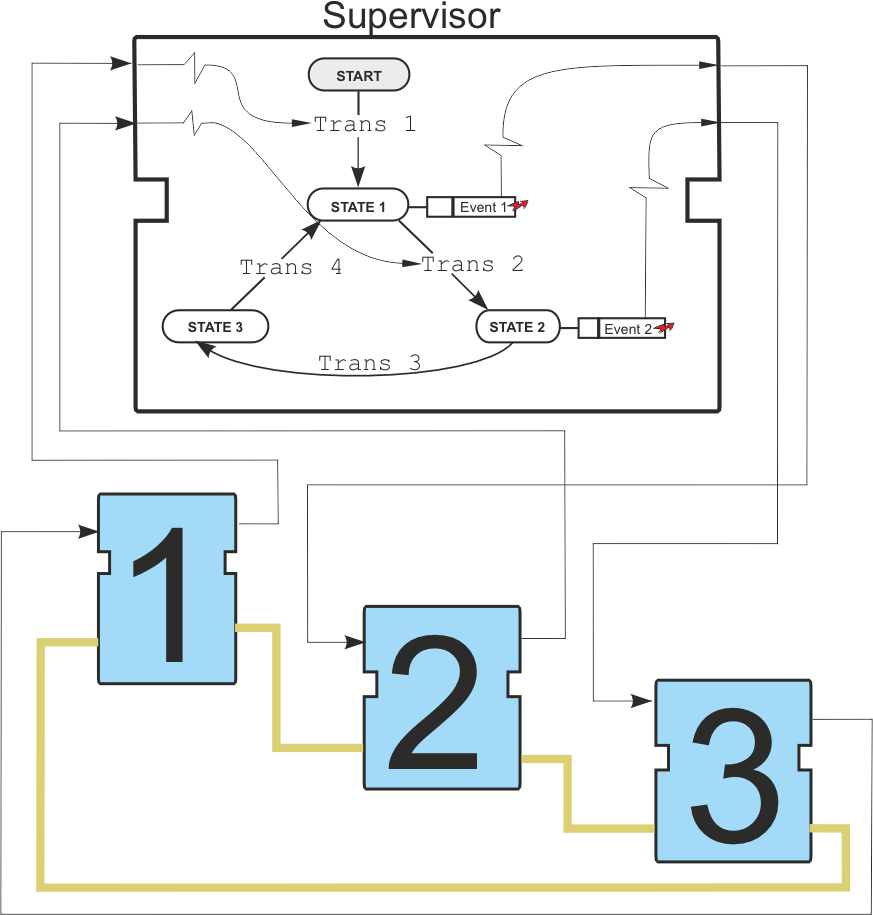 Supervisor
START
Trans 1
STATE 1
Event 1
Trans 4
Trans 2
STATE 3
STATE 2
Event 2
Trans 3
1
2
3